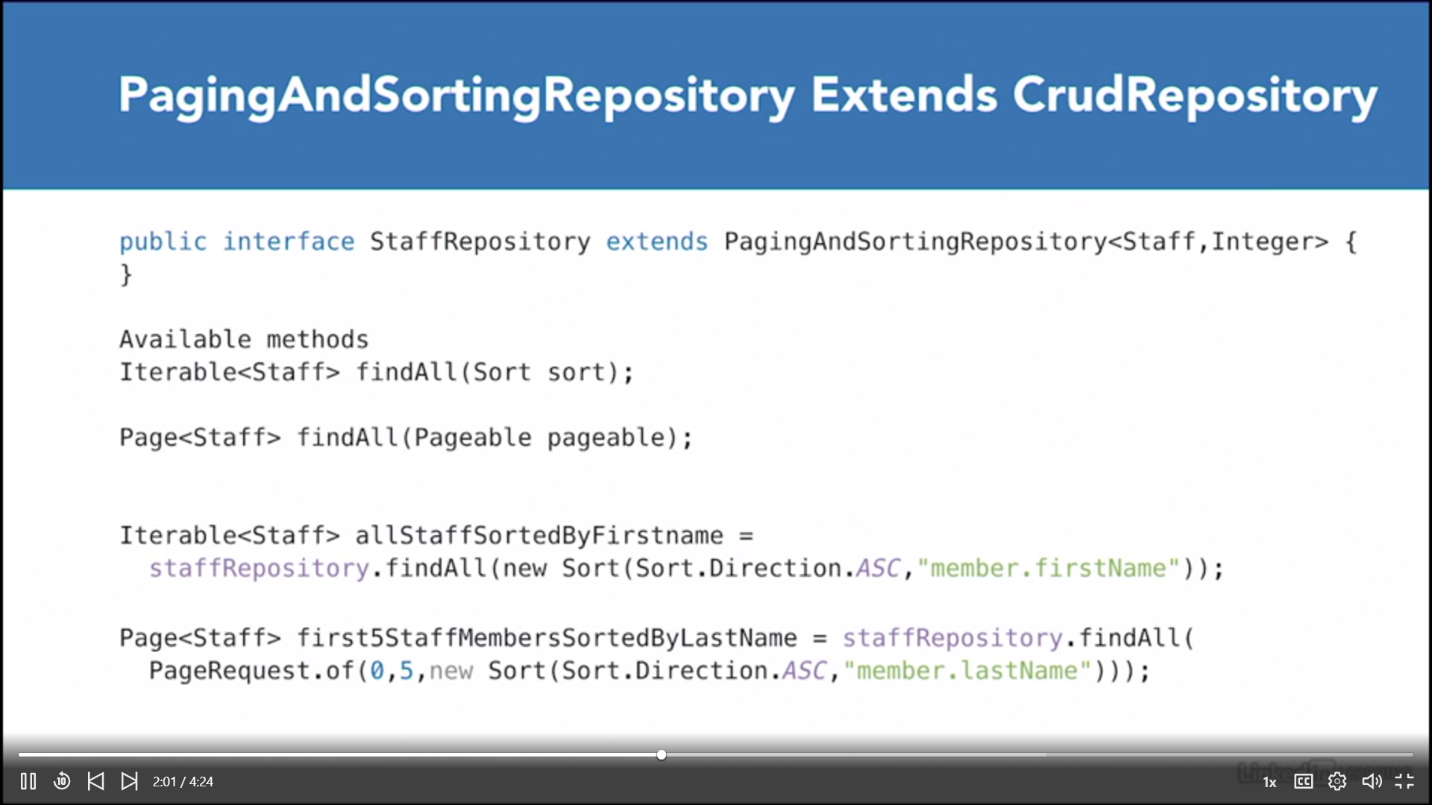 PagingAndSortingRepository Extends CrudRepository
public interface StaffRepository extends PagingAndSortingRepository<Staff,Integer> {
}
Available methods
Iterable<Staff> findAll(Sort sort);
Page<Staff> findAll(Pageable pageable);
Iterable<Staff> allStaffSortedByFirstname =
staffRepository.findAll(new Sort(Sort.Direction.ASC,"member.firstName"));
Page<Staff> first5StaffMembersSortedByLastName = staffRepository.findAll(
PageRequest.of(0,5,new Sort(Sort.Direction.ASC,"member.lastName")));
10
2:01 / 4:24
1x
CC